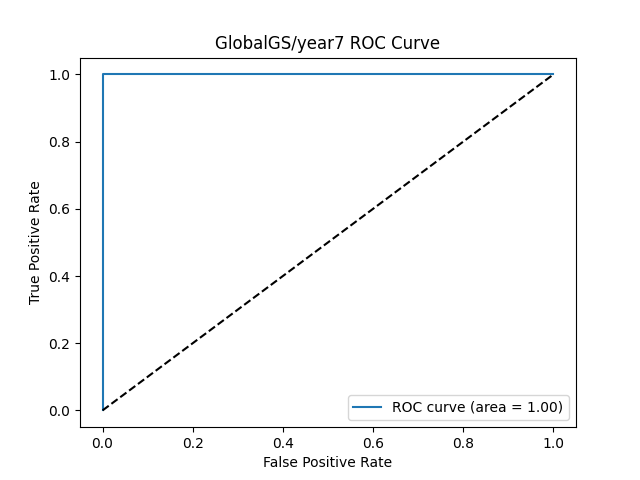 GlobalGS/year7 ROC Curve
True Positive Rate
1.0
0.8
0.6
0.4
0.2
0.0
ROC curve (area = 1.00)
0.0 0.2 0.4 0.6 0.8 1.0
False Positive Rate